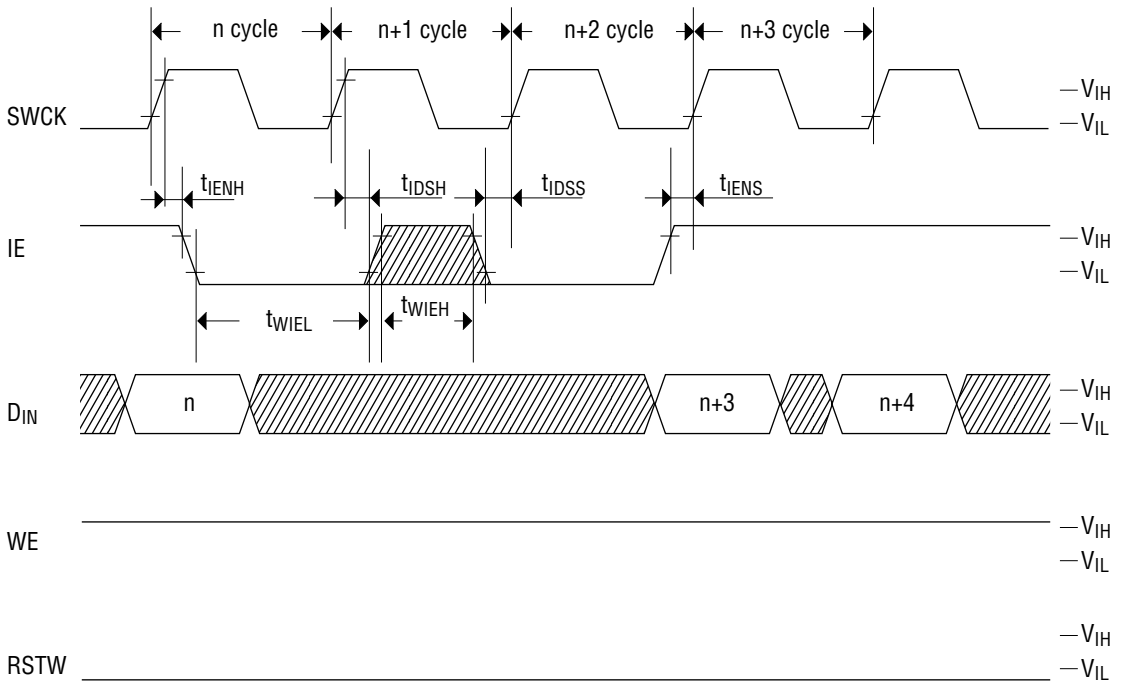 n cycle n+1 cycle n+2 cycle n+3 cycle
SWCK
VIH
VIL
tIENH tIDSH tIDSS tIENS
IE
VIH
VIL
tWIEL tWIEH
DIN
n n+3 n+4
VIH
VIL
WE
VIH
VIL
RSTW
VIH
VIL